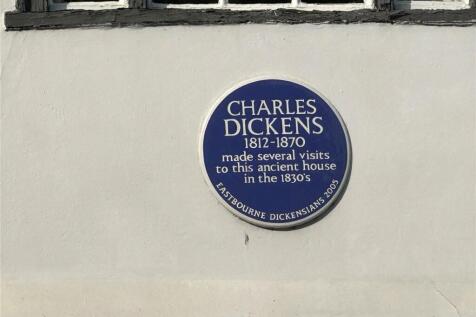 CHARLES
DICKENS
1812-1870
made several visits
to this ancient house
in the 1830's
EASTBOURNE DICKENSIANS 2005